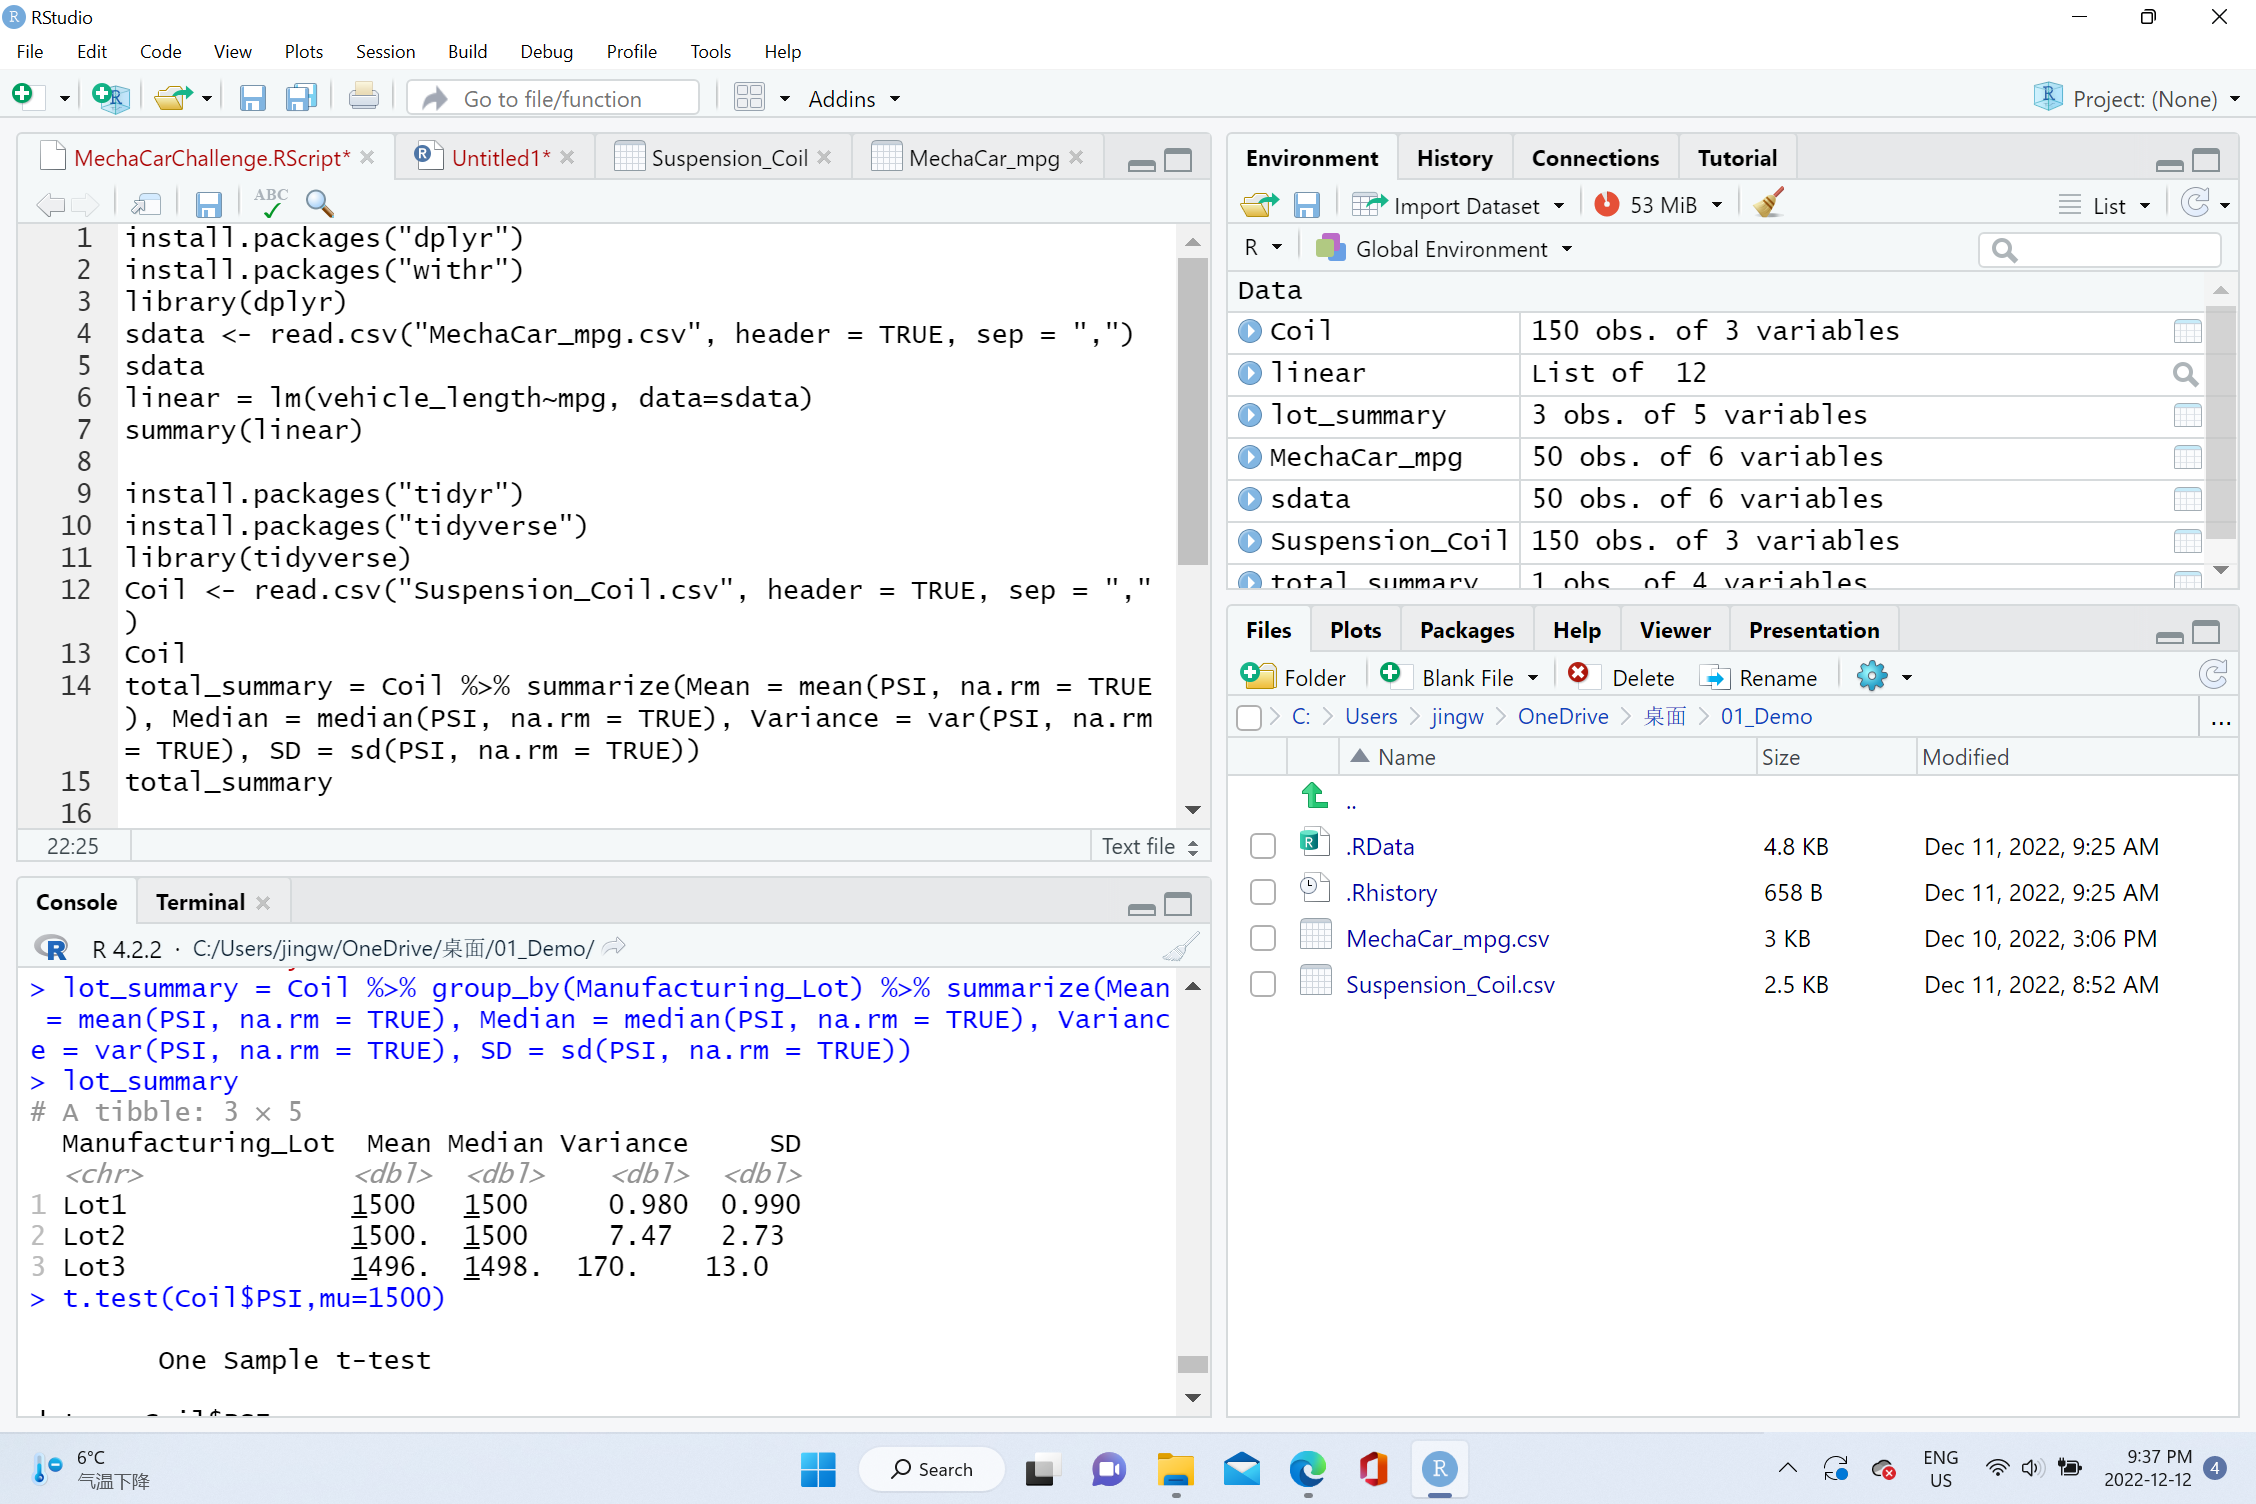 RStudio
File Edit Code View Plots Session Build Debug Profile Tools Help
Go to file/function Addins Project: (None)
MechaCarChallenge.RScript* Untitled1* Suspension_Coil MechaCar_mpg
ABC
1 install.packages("dplyr")
2 install.packages("withr")
3 library(dplyr)
4 sdata <- read.csv("MechaCar_mpg.csv", header = TRUE, sep = ",")
5 sdata
6 linear = lm(vehicle_length~mpg, data=sdata)
7 summary(linear)
8
9 install.packages("tidyr")
10 install.packages("tidyverse")
11 library(tidyverse)
12 Coil <- read.csv("Suspension_Coil.csv", header = TRUE, sep = ","
)
13 Coil
14 total_summary = Coil %>% summarize(Mean = mean(PSI, na.rm = TRUE
), Median = median(PSI, na.rm = TRUE), Variance = var(PSI, na.rm
= TRUE), SD = sd(PSI, na.rm = TRUE))
15 total_summary
16
22:25 Text file
Console Terminal
R 4.2.2 · C:/Users/jingw/OneDrive/桌面/01_Demo/
> lot_summary = Coil %>% group_by(Manufacturing_Lot) %>% summarize(Mean
= mean(PSI, na.rm = TRUE), Median = median(PSI, na.rm = TRUE), Varianc
e = var(PSI, na.rm = TRUE), SD = sd(PSI, na.rm = TRUE))
> lot_summary
# A tibble: 3 × 5
Manufacturing_Lot Mean Median Variance SD
<chr> <dbl> <dbl> <dbl> <dbl>
1 Lot1 1500 1500 0.980 0.990
2 Lot2 1500. 1500 7.47 2.73
3 Lot3 1496. 1498. 170. 13.0
> t.test(Coil$PSI,mu=1500)
One Sample t-test
Environment History Connections Tutorial
Import Dataset 53 MiB List
R Global Environment
Data
Coil 150 obs. of 3 variables
linear List of 12
lot_summary 3 obs. of 5 variables
MechaCar_mpg 50 obs. of 6 variables
sdata 50 obs. of 6 variables
Suspension_Coil 150 obs. of 3 variables
total_summary 1 obs. of 4 variables
Files Plots Packages Help Viewer Presentation
Folder Blank File Delete Rename
C: Users jingw OneDrive 桌面 01_Demo ...
Name Size Modified
..
.RData 4.8 KB Dec 11, 2022, 9:25 AM
.Rhistory 658 B Dec 11, 2022, 9:25 AM
MechaCar_mpg.csv 3 KB Dec 10, 2022, 3:06 PM
Suspension_Coil.csv 2.5 KB Dec 11, 2022, 8:52 AM
6°C
气温下降
Search
ENG
US
9:37 PM
2022-12-12
4